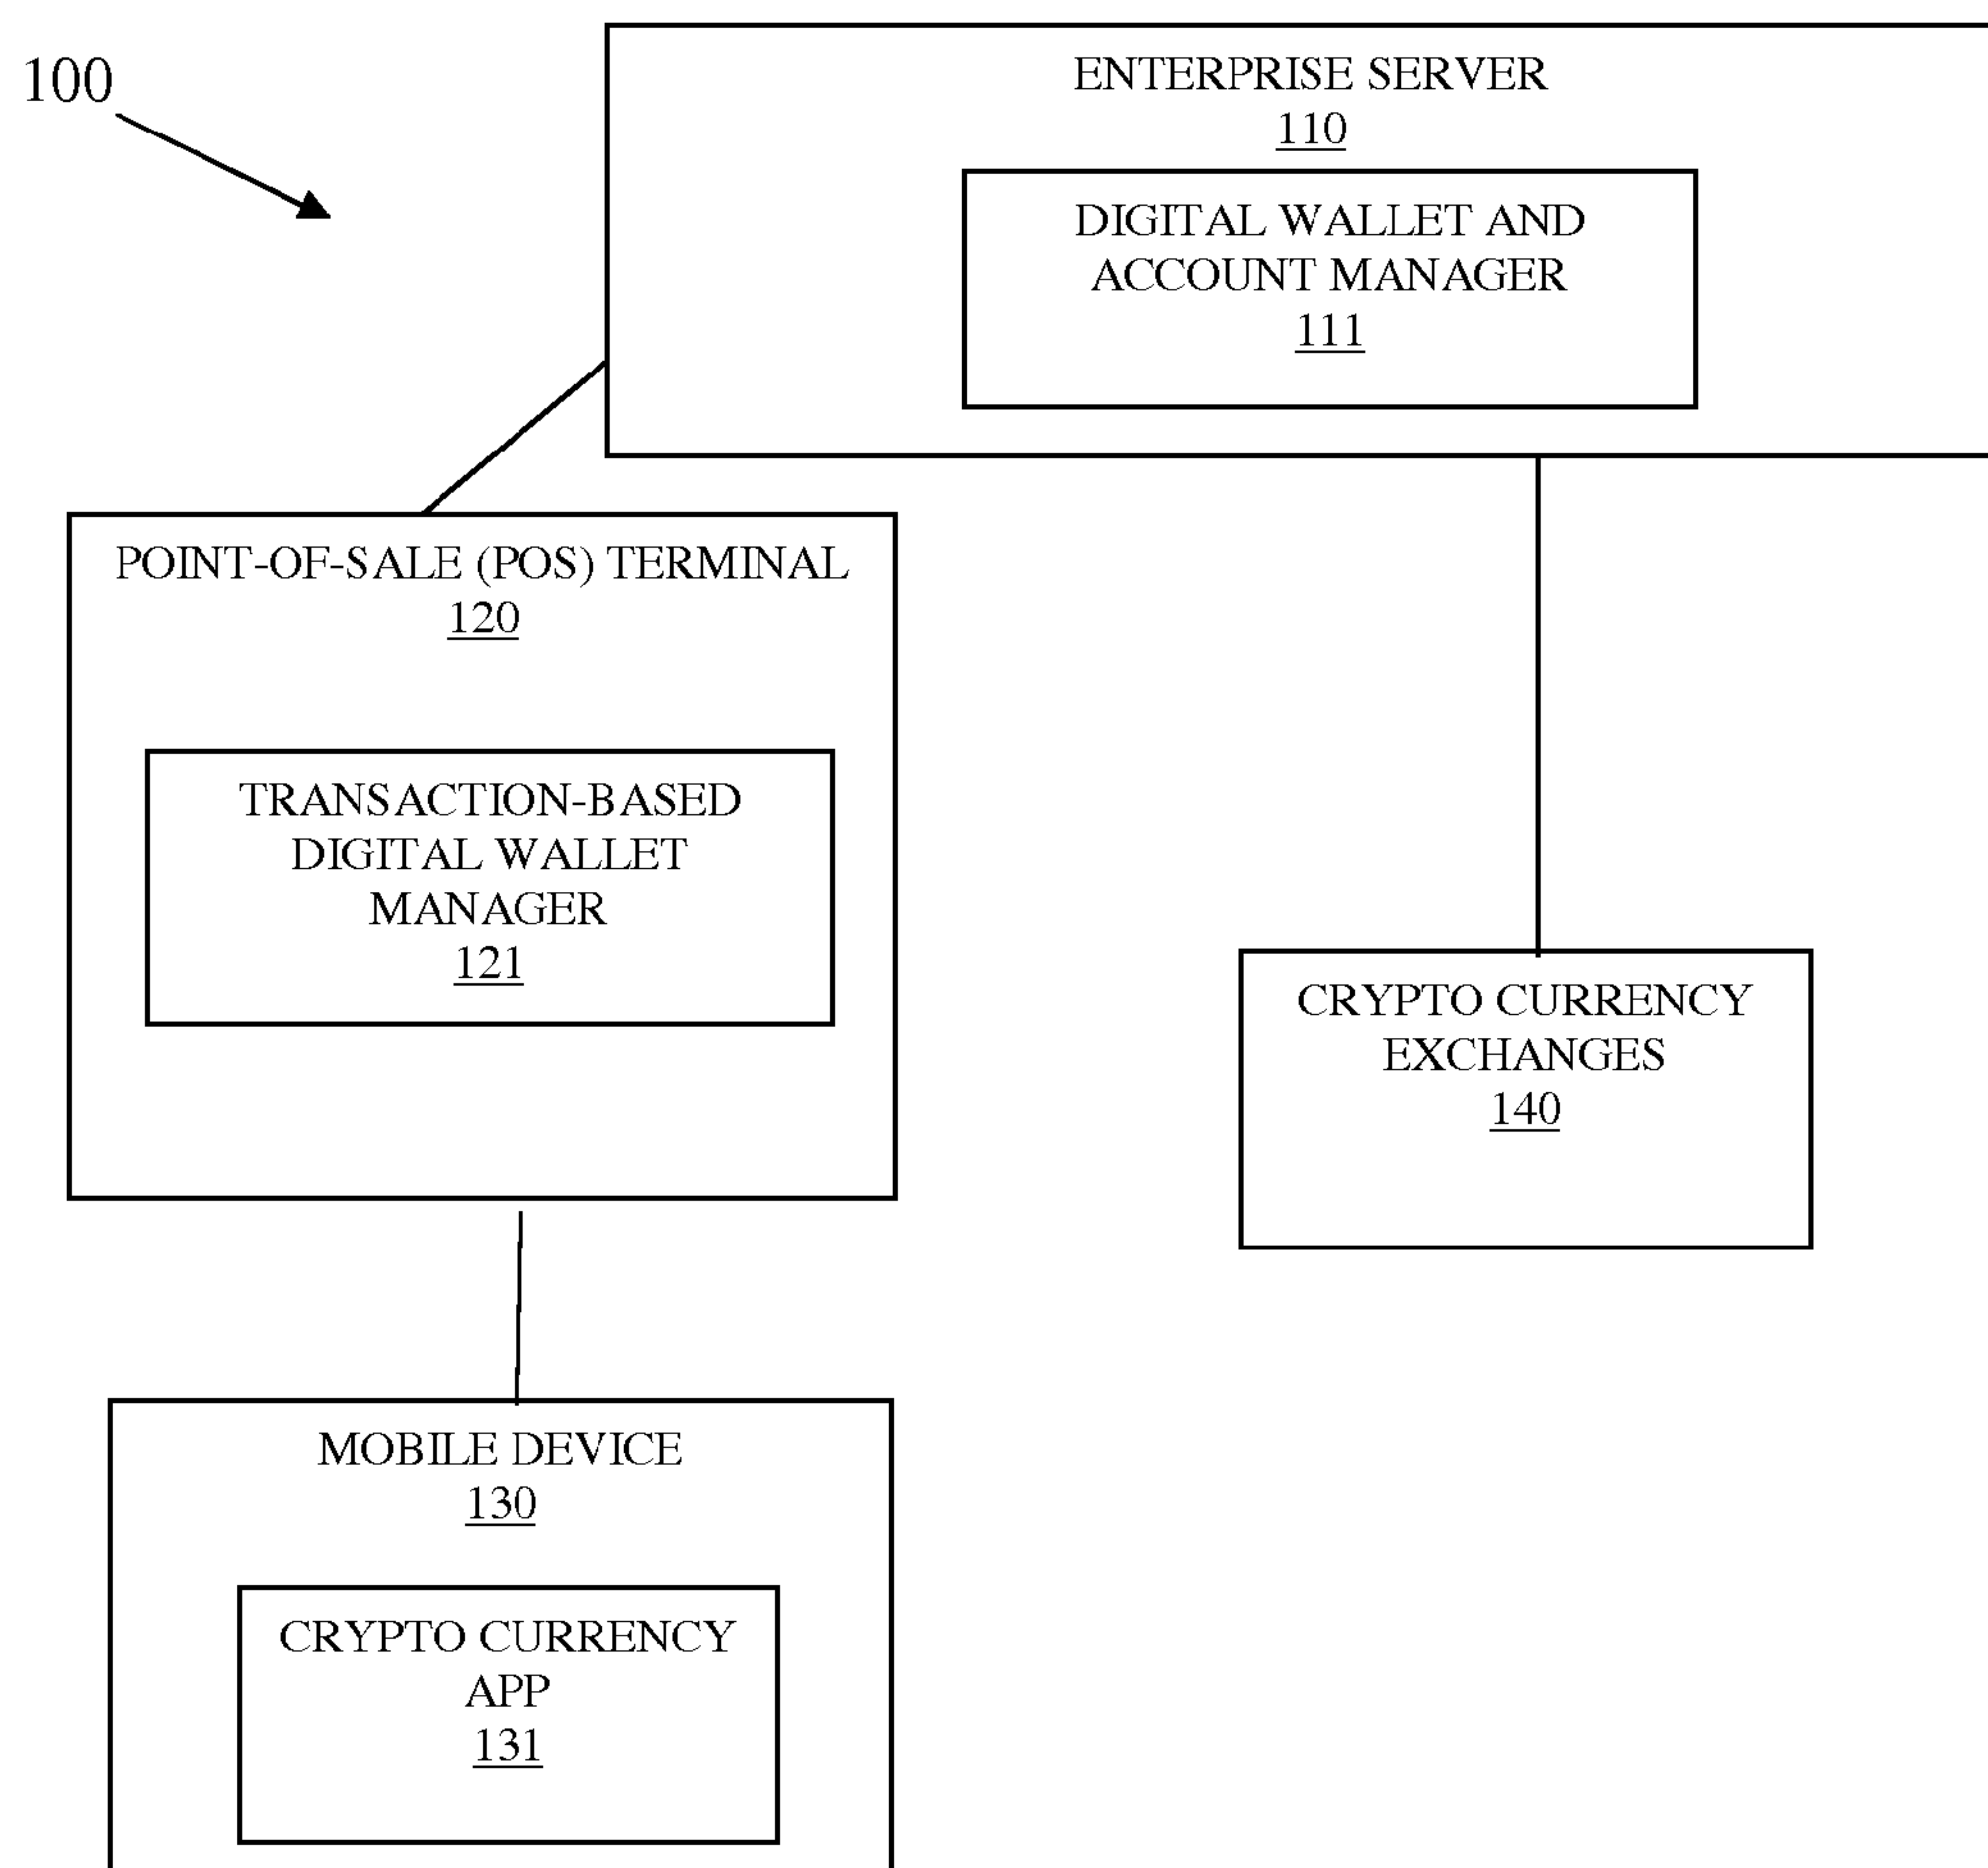 100
ENTERPRISE SERVER
110
DIGITAL WALLET AND
ACCOUNT MANAGER
111
POINT-OF-SALE (POS) TERMINAL
120
TRANSACTION-BASED
DIGITAL WALLET
MANAGER
121
CRYPTO CURRENCY
EXCHANGES
140
MOBILE DEVICE
130
CRYPTO CURRENCY
APP
131